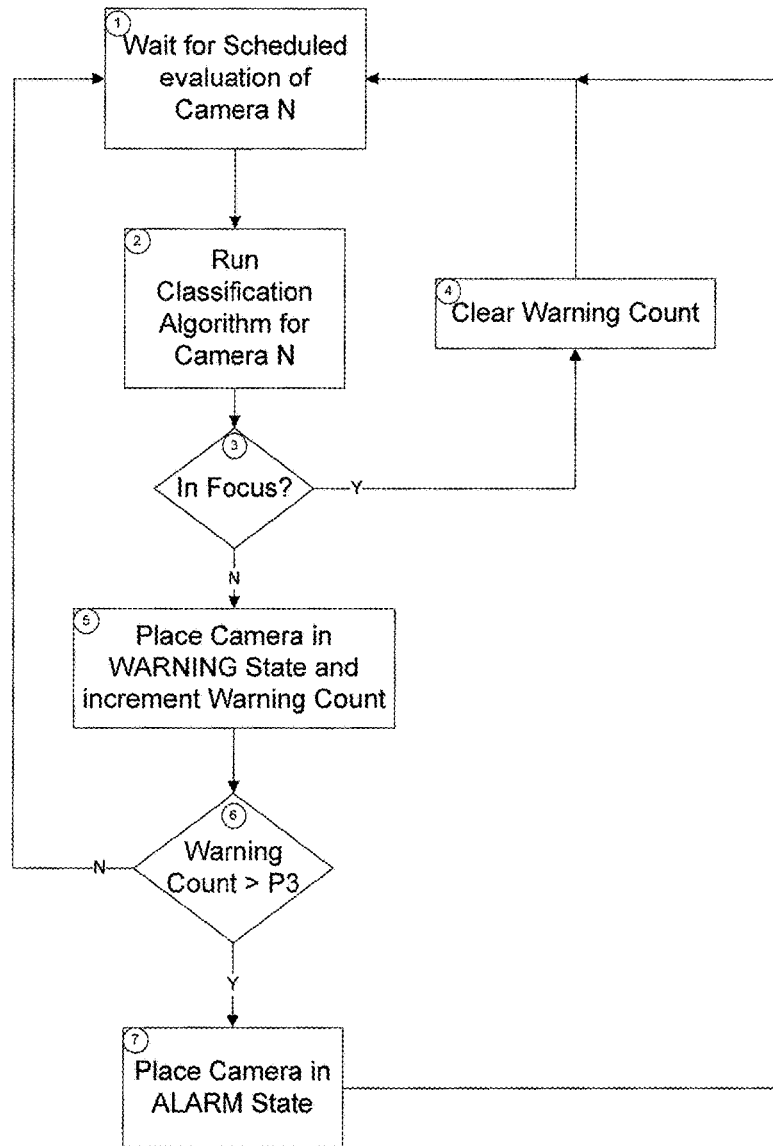 1
Wait for Scheduled
evaluation of
Camera N
2
Run
Classification
Algorithm for
Camera N
4
Clear Warning Count
3
In Focus?
Y
N
5
Place Camera in
WARNING State and
increment Warning Count
6
Warning
Count > P3
N
Y
7
Place Camera in
ALARM State